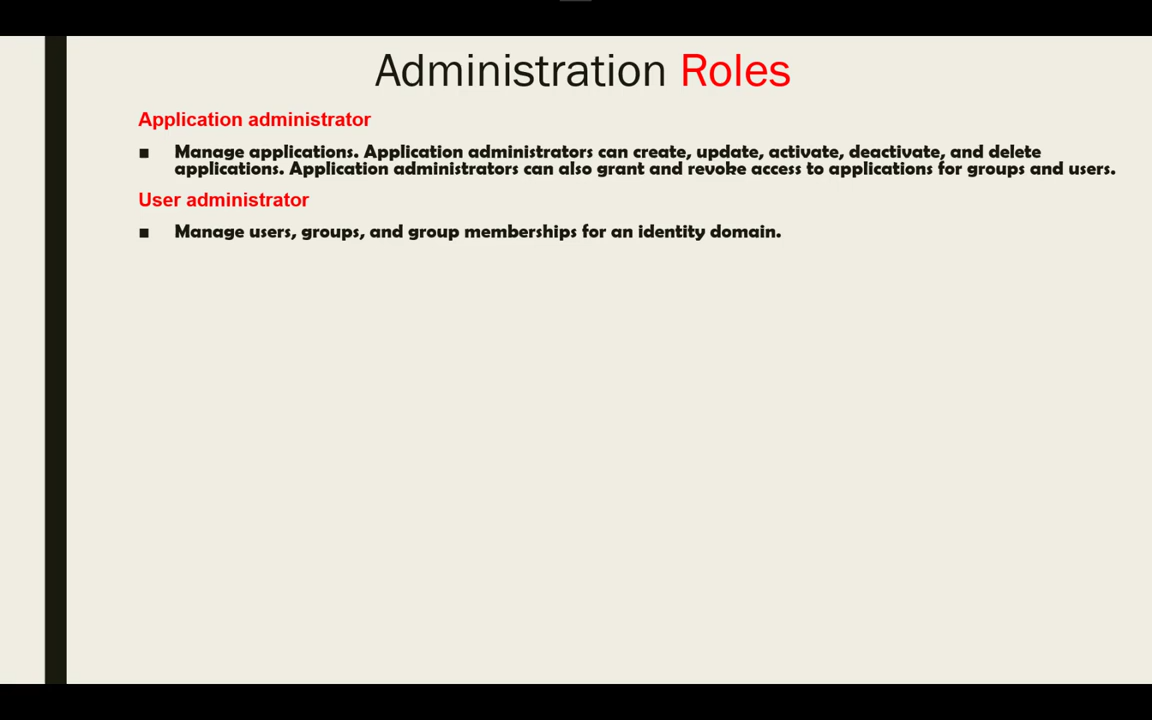 Administration Roles
Application administrator
■ Manage applications. Application administrators can create, update, activate, deactivate, and delete
applications. Application administrators can also grant and revoke access to applications for groups and users.
User administrator
■ Manage users, groups, and group memberships for an identity domain.